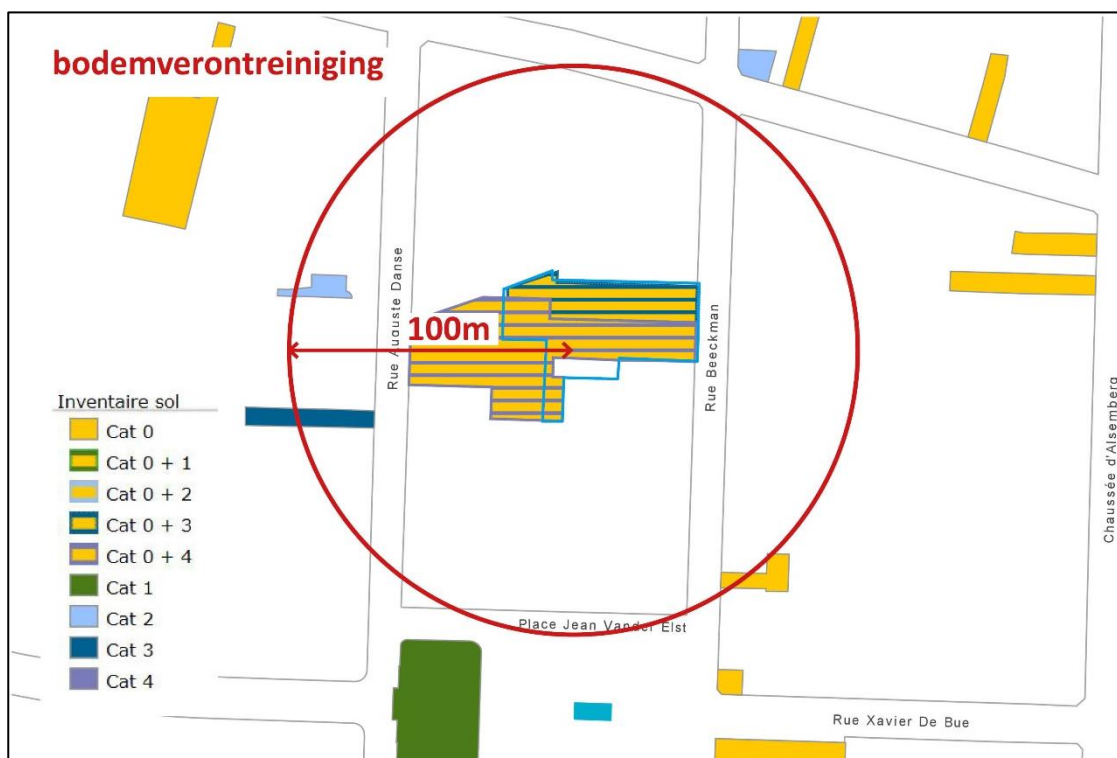 bodemverontreiniging
Rue Auguste Danse
100m
Rue Beeckman
Chaussée d'Alsemberg
Inventaire sol
Cat 0
Cat 0 + 1
Cat 0 + 2
Cat 0 + 3
Cat 0 + 4
Cat 1
Cat 2
Cat 3
Cat 4
Place Jean Vander Elst
Rue Xavier De Bue